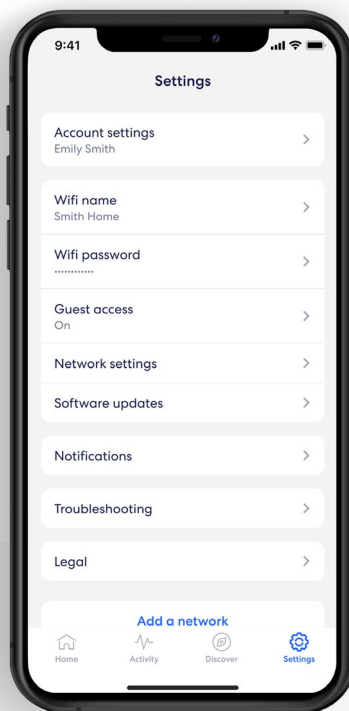 9:41
Settings
Account settings
Emily Smith
Wifi name
Smith Home
Wifi password
············
Guest access
On
Network settings
Software updates
Notifications
Troubleshooting
Legal
Add a network
Home Activity Discover Settings